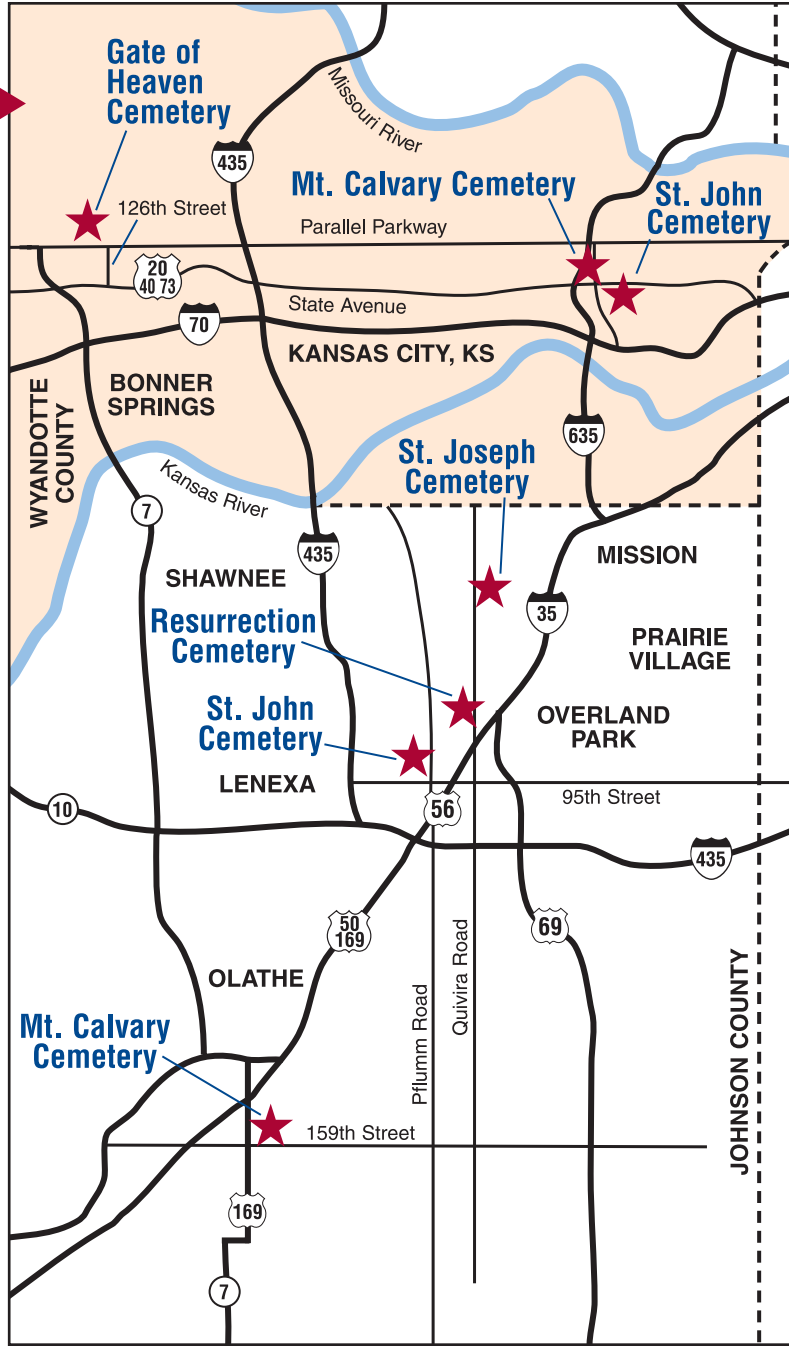 Gate of
Heaven
Cemetery
Missouri River
435
Mt. Calvary Cemetery
St. John
Cemetery
126th Street
Parallel Parkway
20
40 73
State Avenue
70
KANSAS CITY, KS
BONNER
SPRINGS
WYANDOTTE
COUNTY
635
St. Joseph
Cemetery
Kansas River
7
435
MISSION
SHAWNEE
35
Resurrection
Cemetery
PRAIRIE
VILLAGE
St. John
Cemetery
OVERLAND
PARK
LENEXA
95th Street
10
56
435
50
169
69
Quivira Road
OLATHE
Pflumm Road
JOHNSON COUNTY
Mt. Calvary
Cemetery
159th Street
169
7